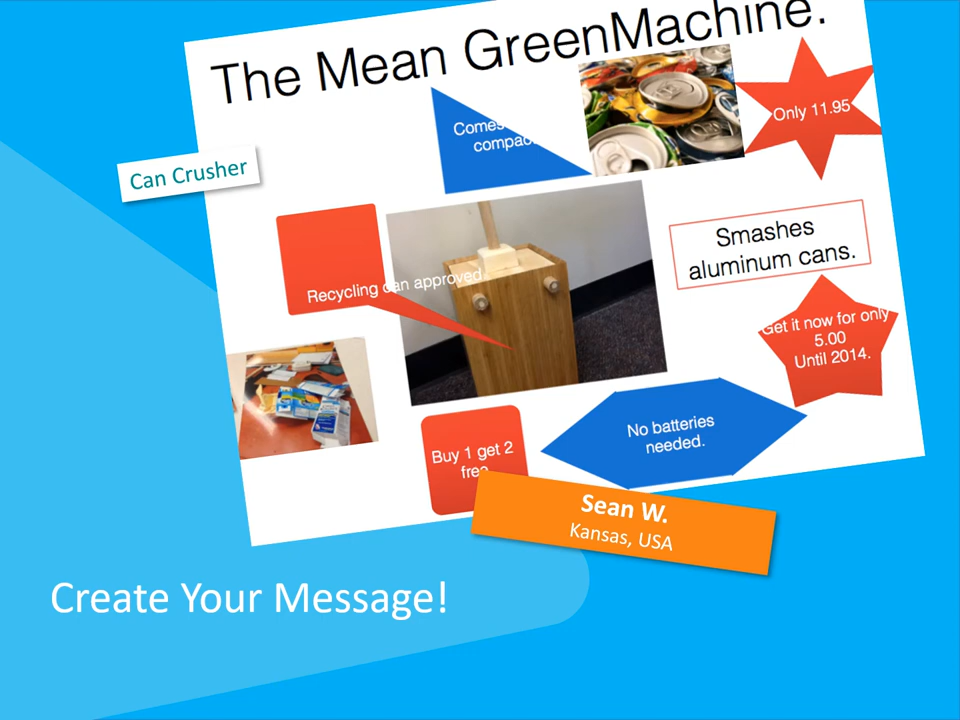 The Mean GreenMachine.
Comes
compac
Only 11.95
Can Crusher
Smashes
aluminum cans.
Recycling can approved
Get it now for only
5.00
Until 2014.
No batteries
needed.
Buy 1 get 2
free
Sean W.
Kansas, USA
Create Your Message!